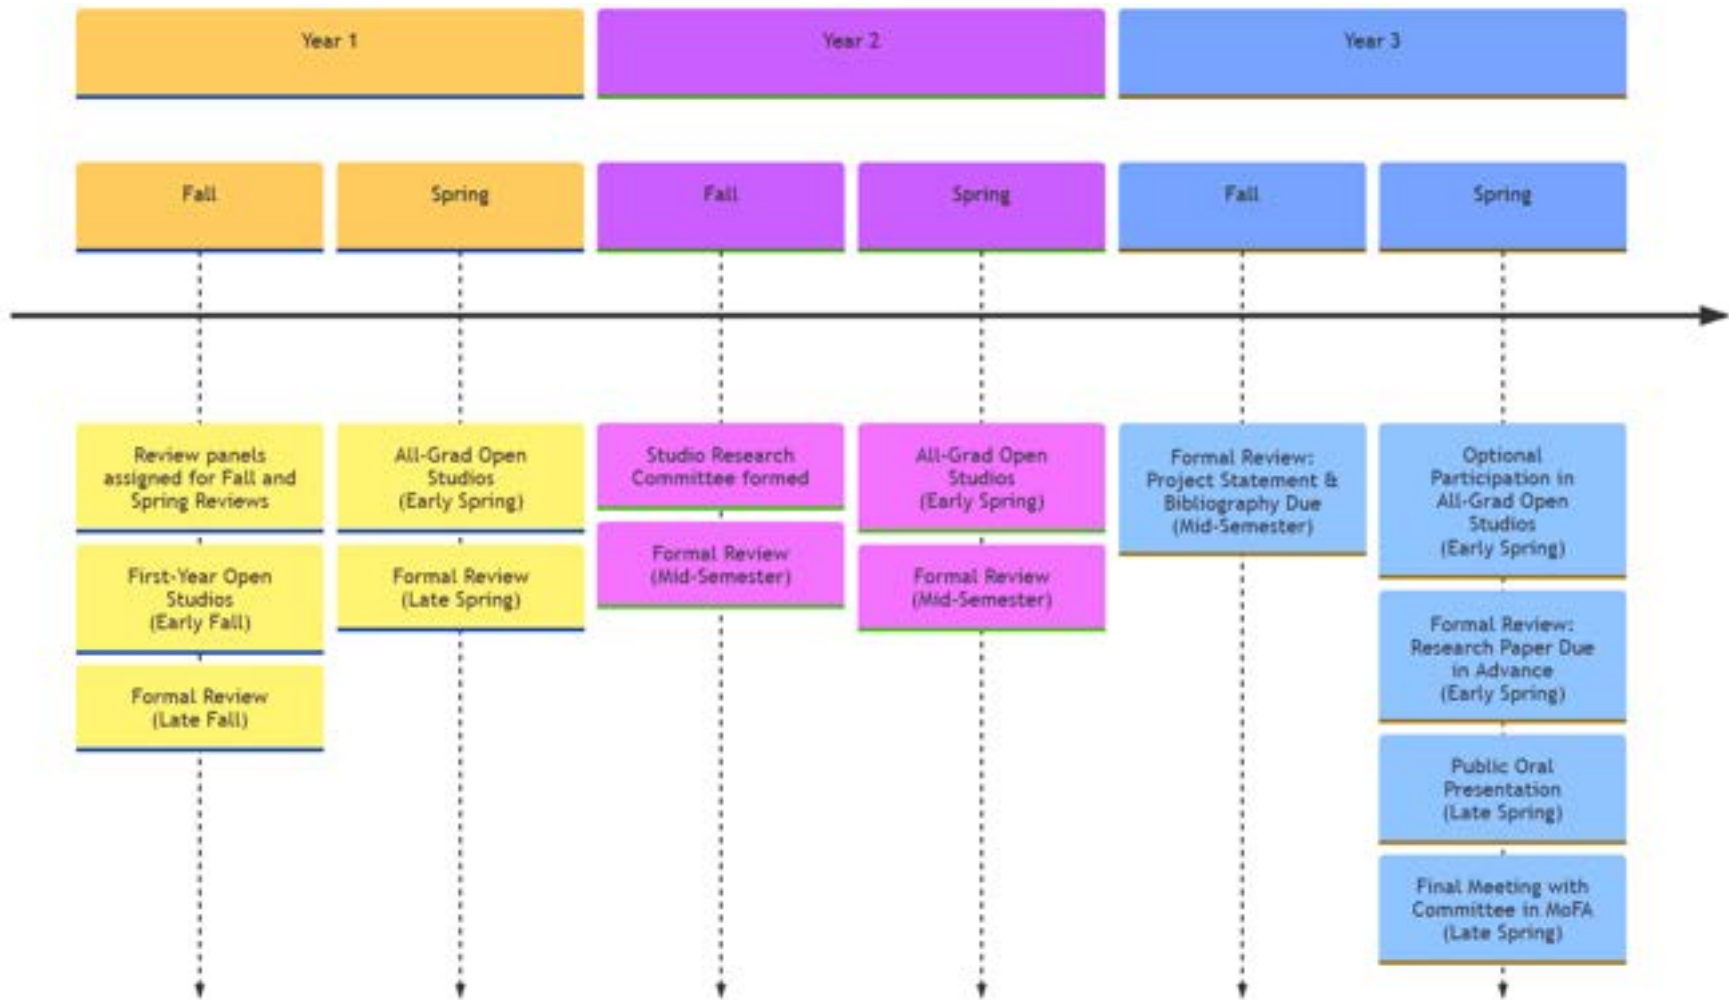 Year 1
Year 2
Year 3
Fall
Spring
Fall
Spring
Fall
Spring
Review panels
assigned for Fall and
Spring Reviews
First-Year Open
Studios
(Early Fall)
Formal Review
(Late Fall)
All-Grad Open
Studios
(Early Spring)
Formal Review
(Late Spring)
Studio Research
Committee formed
Formal Review
(Mid-Semester)
All-Grad Open
Studios
(Early Spring)
Formal Review
(Mid-Semester)
Formal Review:
Project Statement &
Bibliography Due
(Mid-Semester)
Optional
Participation in
All-Grad Open
Studios
(Early Spring)
Formal Review:
Research Paper Due
in Advance
(Early Spring)
Public Oral
Presentation
(Late Spring)
Final Meeting with
Committee in MoFA
(Late Spring)